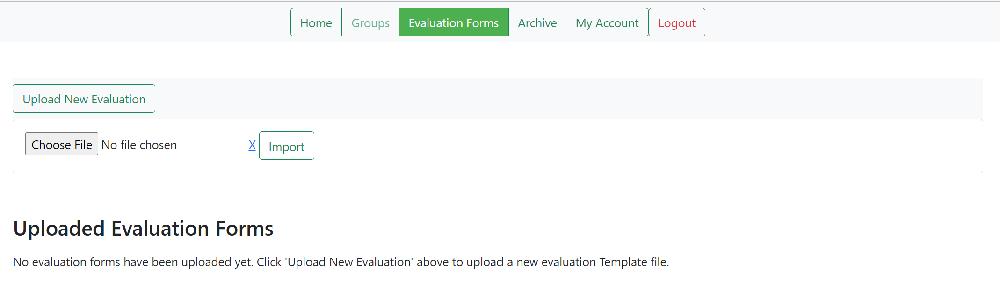 Home Groups Evaluation Forms Archive My Account Logout
Upload New Evaluation
Choose File No file chosen X Import
Uploaded Evaluation Forms
No evaluation forms have been uploaded yet. Click 'Upload New Evaluation' above to upload a new evaluation Template file.